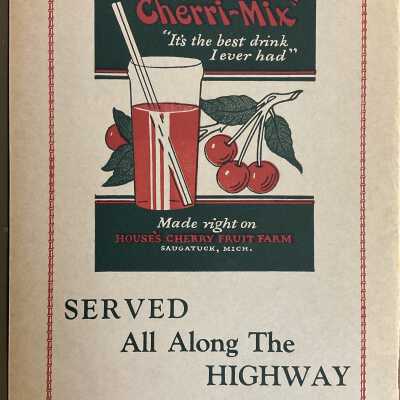 Cherri-Mix"
"It's the best drink
I ever had"
Made right on
HOUSE'S CHERRY FRUIT FARM
SAUGATUCK, MICH.
SERVED
All Along The
HIGHWAY